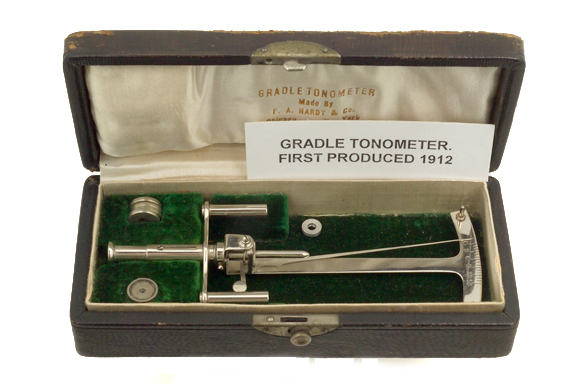 GRADLE TONOMETER
Made By
F. A. HARDY & Co.
GRADLE TONOMETER.
FIRST PRODUCED 1912